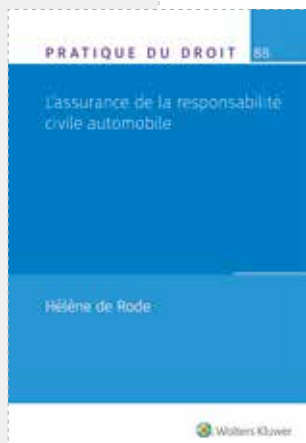 PRATIQUE DU DROIT 88
L'assurance de la responsabilité
civile automobile
Hélène de Rode
Wolters Kluwer